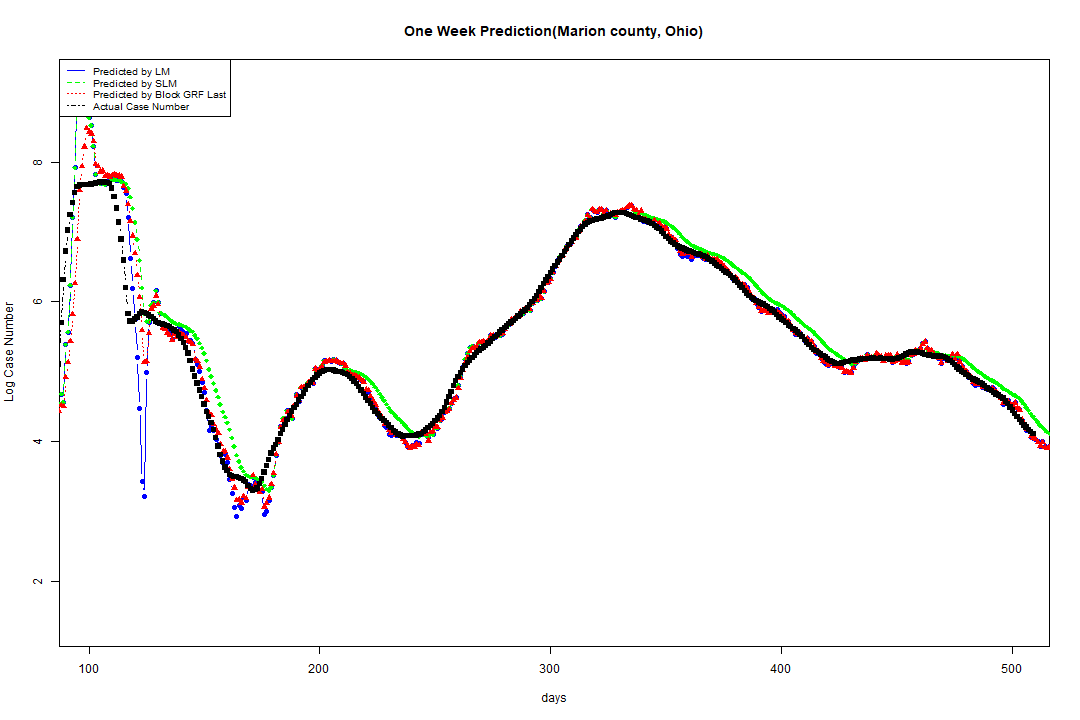 One Week Prediction(Marion county, Ohio)
Predicted by LM
Predicted by SLM
Predicted by Block GRF Last
Actual Case Number
8
6
4
2
Log Case Number
100 200 300 400 500
days